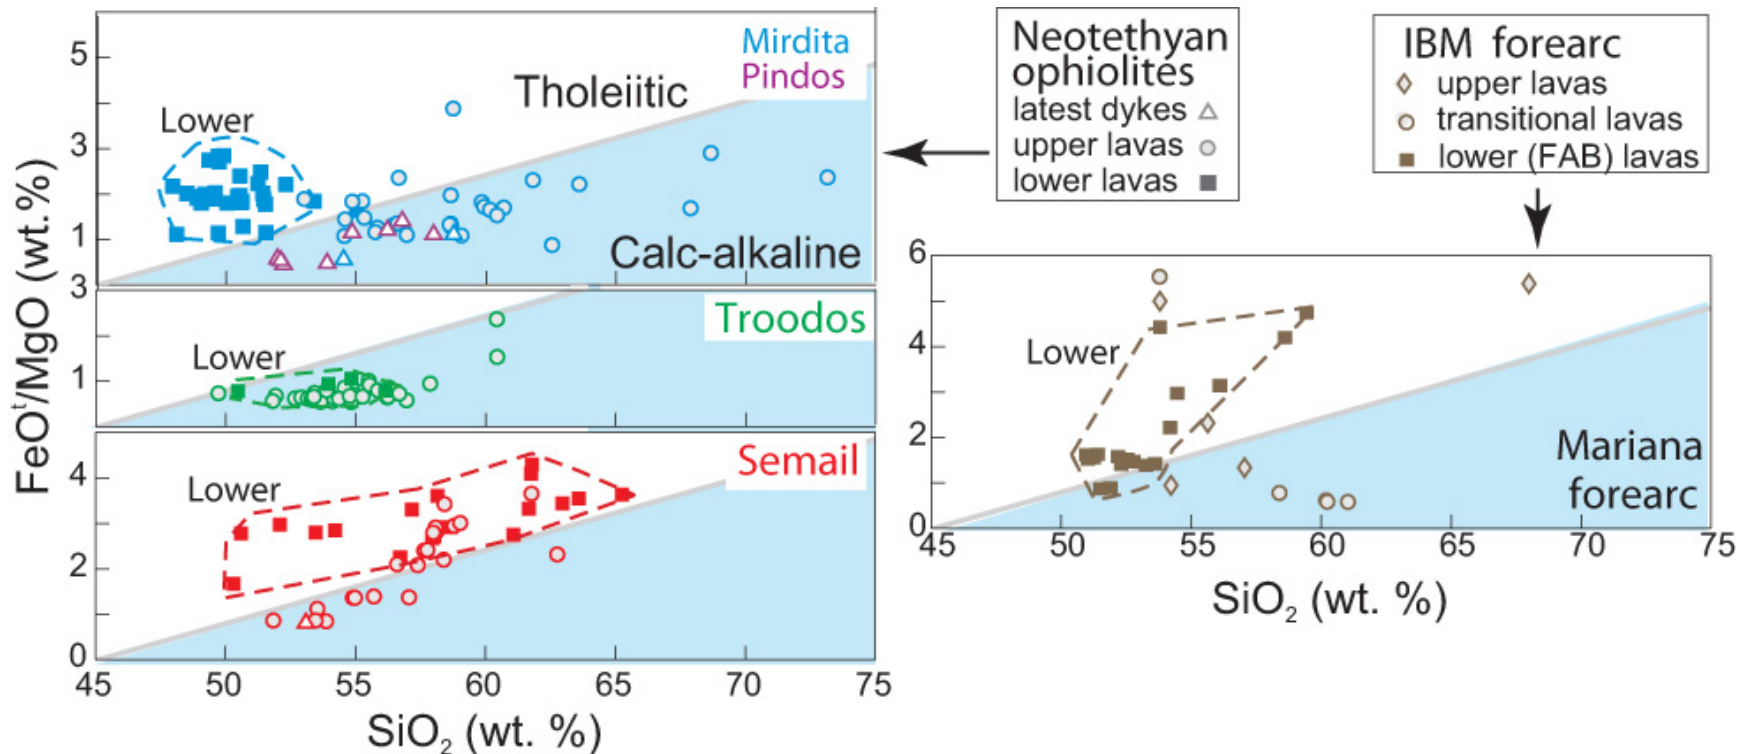 Mirdita
Pindos
Tholeiitic
Lower
Calc-alkaline
5
3
1
3
Troodos
Lower
3
1
Semail
Lower
4
2
0
45 50 55 60 65 70 75
SiO2 (wt. %)
FeOt/MgO (wt.%)
Neotethyan
ophiolites
latest dykes
upper lavas
lower lavas
IBM forearc
upper lavas
transitional lavas
lower (FAB) lavas
6
4
2
0
Lower
Mariana
forearc
45 50 55 60 65 70 75
SiO2 (wt. %)